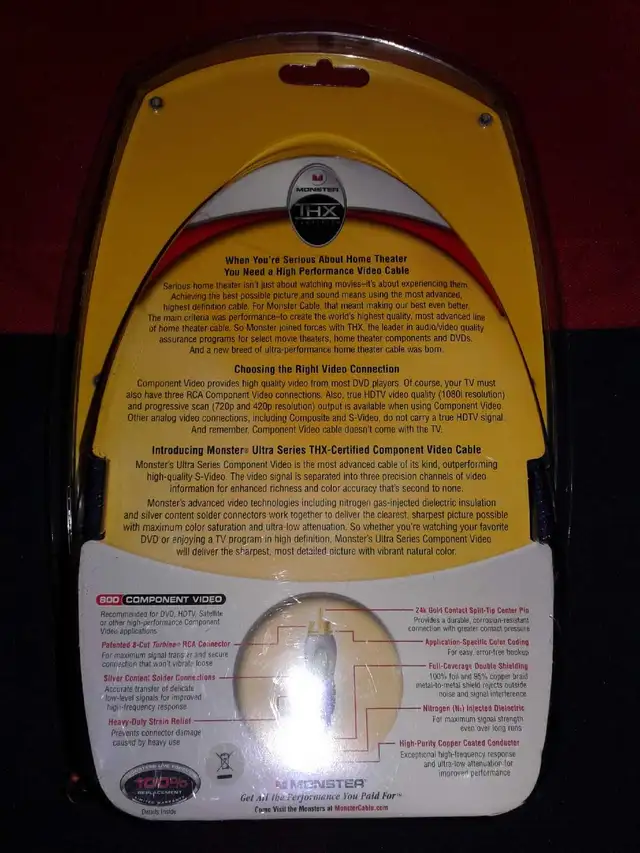 MONSTER
THX
When You're Serious About Home Theater
You Need a High Performance Video Cable
Serious home theater isn't just about watching movies–it's about experiencing them.
Achieving the best possible picture and sound means using the most advanced,
highest definition cable. For Monster Cable, that meant making our best even better.
The main criteria was performance–to create the world's highest quality, most advanced line
of home theater cable. So Monster joined forces with THX, the leader in audio/video quality
assurance programs for select movie theaters, home theater components and DVDs.
And a new breed of ultra-performance home theater cable was born.
Choosing the Right Video Connection
Component Video provides high quality video from most DVD players. Of course, your TV must
also have three RCA Component Video connections. Also, true HDTV video quality (1080i resolution)
and progressive scan (720p and 420p resolution) output is available when using Component Video.
Other analog video connections, including Composite and S-Video, do not carry a true HDTV signal.
And remember, Component Video cable doesn't come with the TV.
Introducing Monster® Ultra Series THX-Certified Component Video Cable
Monster's Ultra Series Component Video is the most advanced cable of its kind, outperforming
high-quality S-Video. The video signal is separated into three precision channels of video
information for enhanced richness and color accuracy that's second to none.
Monster's advanced video technologies including nitrogen gas-injected dielectric insulation
and silver content solder connectors work together to deliver the clearest, sharpest picture possible
with maximum color saturation and ultra-low attenuation. So whether you're watching your favorite
DVD or enjoying a TV program in high definition, Monster's Ultra Series Component Video
will deliver the sharpest, most detailed picture with vibrant natural color.
600 COMPONENT VIDEO
Recommended for DVD, HDTV, Satellite
or other high-performance Component
Video applications
Patented 8-Cut Turbine® RCA Connector
For maximum signal transfer and secure
connection that won't vibrate loose
Silver Content Solder Connections
Accurate transfer of delicate
low-level signals for improved
high-frequency response
Heavy-Duty Strain Relief
Prevents connector damage
caused by heavy use
24k Gold Contact Split-Tip Center Pin
Provides a durable, corrosion-resistant
connection with greater contact pressure
Application-Specific Color Coding
For easy, error-free hookup
Full-Coverage Double Shielding
100% foil and 85% copper braid
metal-to-metal shield rejects outside
noise and signal interference
Nitrogen (N₂) Injected Dielectric
For maximum signal strength
even over long runs
High-Purity Copper Coated Conductor
Exceptional high-frequency response
and ultra-low attenuation for
improved performance
100%
REPLACEMENT
Details Inside
MONSTER®
Get All the Performance You Paid For™
Come Visit the Monsters at MonsterCable.com